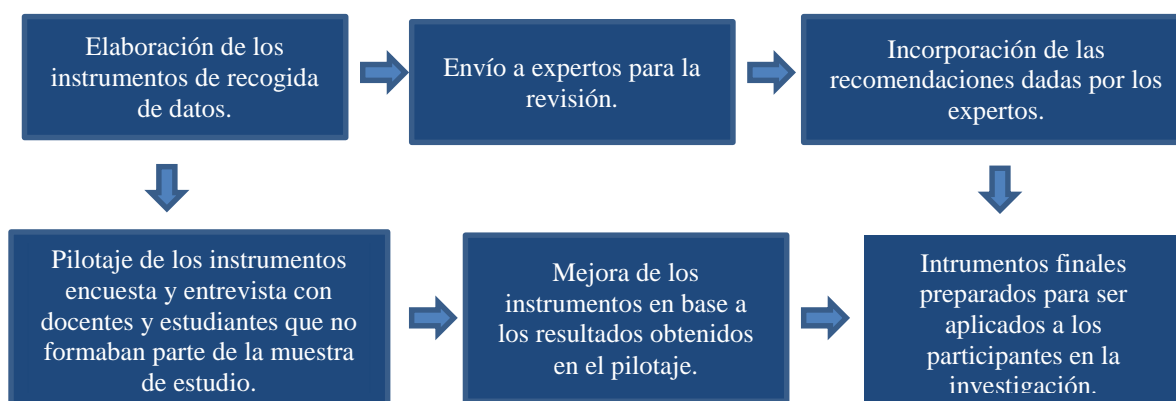 Elaboración de los
instrumentos de recogida
de datos.
Envío a expertos para la
revisión.
Incorporación de las
recomendaciones dadas por los
expertos.
Pilotaje de los instrumentos
encuesta y entrevista con
docentes y estudiantes que no
formaban parte de la muestra
de estudio.
Mejora de los
instrumentos en base a
los resultados obtenidos
en el pilotaje.
Intrumentos finales
preparados para ser
aplicados a los
participantes en la
investigación.